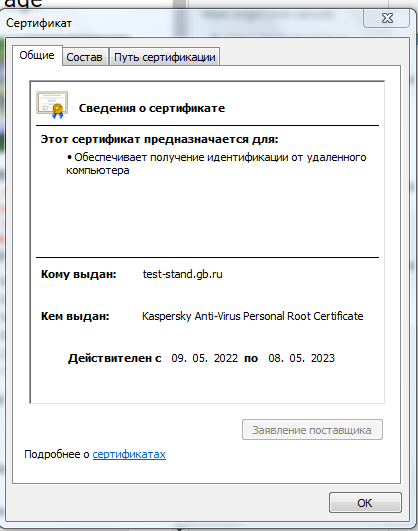 age
Сертификат
Общие
Состав
Путь сертификации
Сведения о сертификате
Этот сертификат предназначается для:
• Обеспечивает получение идентификации от удаленного
компьютера
Кому выдан: test-stand.gb.ru
Кем выдан: Kaspersky Anti-Virus Personal Root Certificate
Действителен с 09. 05. 2022 по 08. 05. 2023
Заявление поставщика
Подробнее о сертификатах
ОК